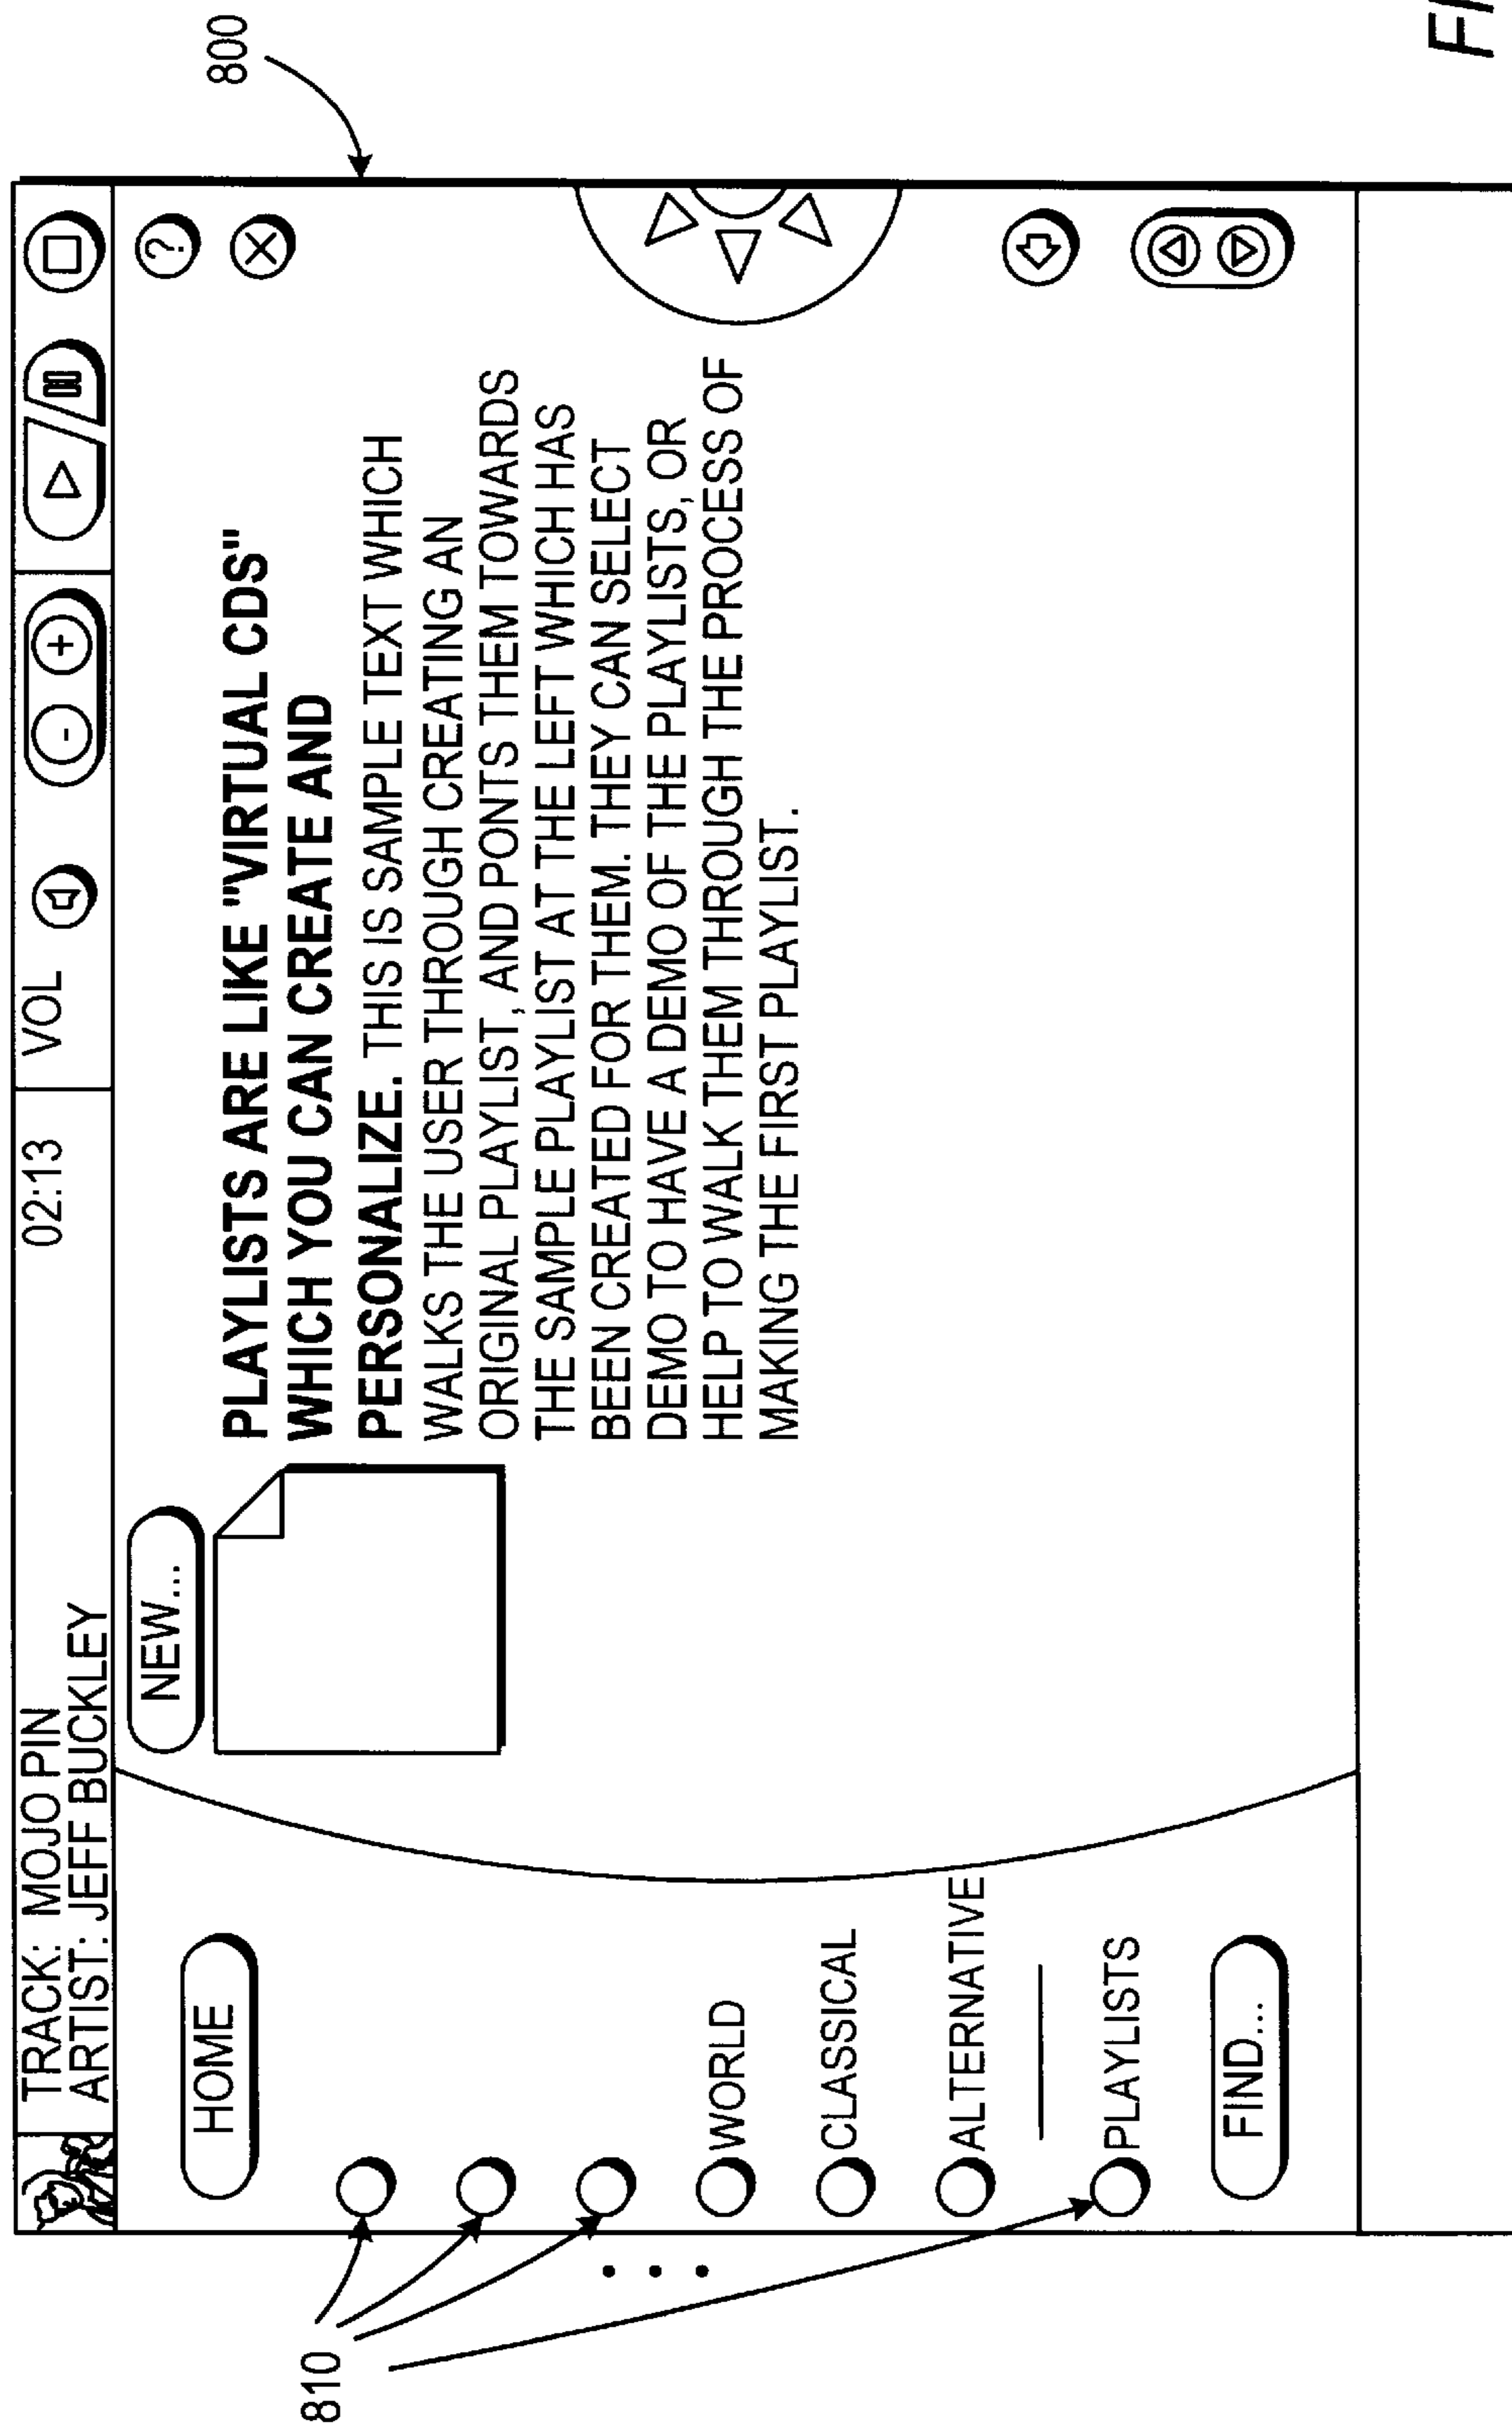 TRACK: MOJO PIN
ARTIST: JEFF BUCKLEY
02:13
VOL
- +
HOME
NEW...
?
PLAYLISTS ARE LIKE "VIRTUAL CDS"
WHICH YOU CAN CREATE AND
PERSONALIZE. THIS IS SAMPLE TEXT WHICH
WALKS THE USER THROUGH CREATING AN
ORIGINAL PLAYLIST, AND PONTS THEM TOWARDS
THE SAMPLE PLAYLIST AT THE LEFT WHICH HAS
BEEN CREATED FOR THEM. THEY CAN SELECT
DEMO TO HAVE A DEMO OF THE PLAYLISTS, OR
HELP TO WALK THEM THROUGH THE PROCESS OF
MAKING THE FIRST PLAYLIST.
WORLD
CLASSICAL
ALTERNATIVE
PLAYLISTS
FIND...
800
810